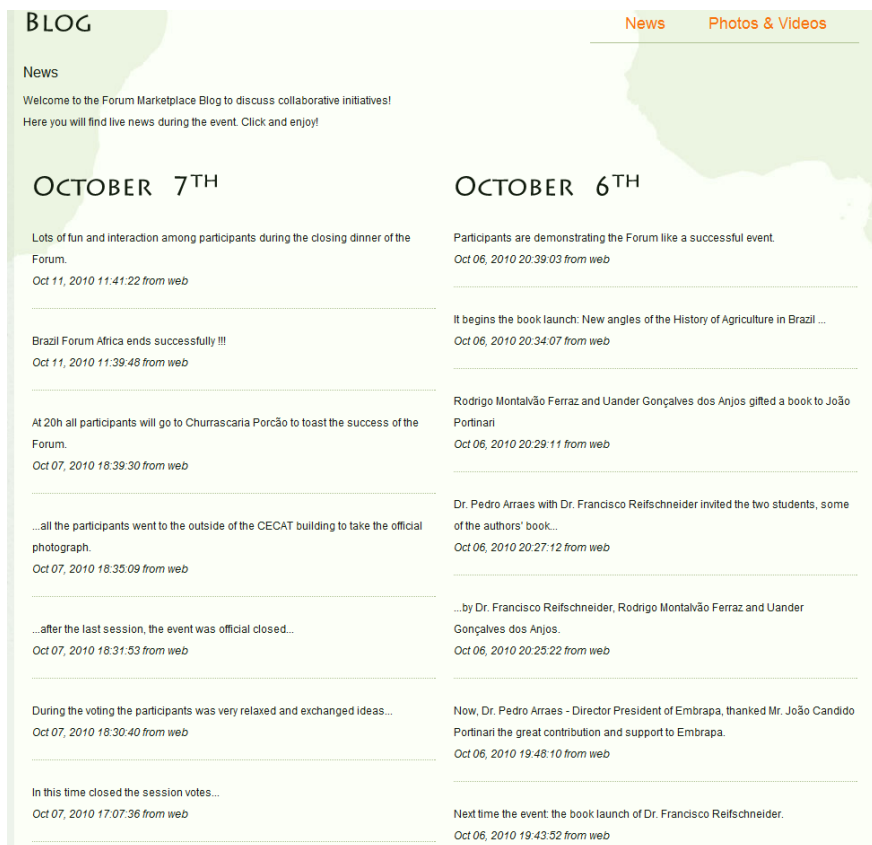 BLOG
News Photos & Videos
News
Welcome to the Forum Marketplace Blog to discuss collaborative initiatives!
Here you will find live news during the event. Click and enjoy!
OCTOBER 7TH
Lots of fun and interaction among participants during the closing dinner of the
Forum.
Oct 11, 2010 11:41:22 from web
Brazil Forum Africa ends successfully !!!
Oct 11, 2010 11:39:48 from web
At 20h all participants will go to Churrascaria Porcão to toast the success of the
Forum.
Oct 07, 2010 18:39:30 from web
...all the participants went to the outside of the CECAT building to take the official
photograph.
Oct 07, 2010 18:35:09 from web
...after the last session, the event was official closed...
Oct 07, 2010 18:31:53 from web
During the voting the participants was very relaxed and exchanged ideas...
Oct 07, 2010 18:30:40 from web
In this time closed the session votes...
Oct 07, 2010 17:07:36 from web
OCTOBER 6TH
Participants are demonstrating the Forum like a successful event.
Oct 06, 2010 20:39:03 from web
It begins the book launch: New angles of the History of Agriculture in Brazil ...
Oct 06, 2010 20:34:07 from web
Rodrigo Montalvão Ferraz and Uander Gonçalves dos Anjos gifted a book to João
Portinari
Oct 06, 2010 20:29:11 from web
Dr. Pedro Arraes with Dr. Francisco Reifschneider invited the two students, some
of the authors' book...
Oct 06, 2010 20:27:12 from web
...by Dr. Francisco Reifschneider, Rodrigo Montalvão Ferraz and Uander
Gonçalves dos Anjos.
Oct 06, 2010 20:25:22 from web
Now, Dr. Pedro Arraes - Director President of Embrapa, thanked Mr. João Candido
Portinari the great contribution and support to Embrapa.
Oct 06, 2010 19:48:10 from web
Next time the event: the book launch of Dr. Francisco Reifschneider.
Oct 06, 2010 19:43:52 from web